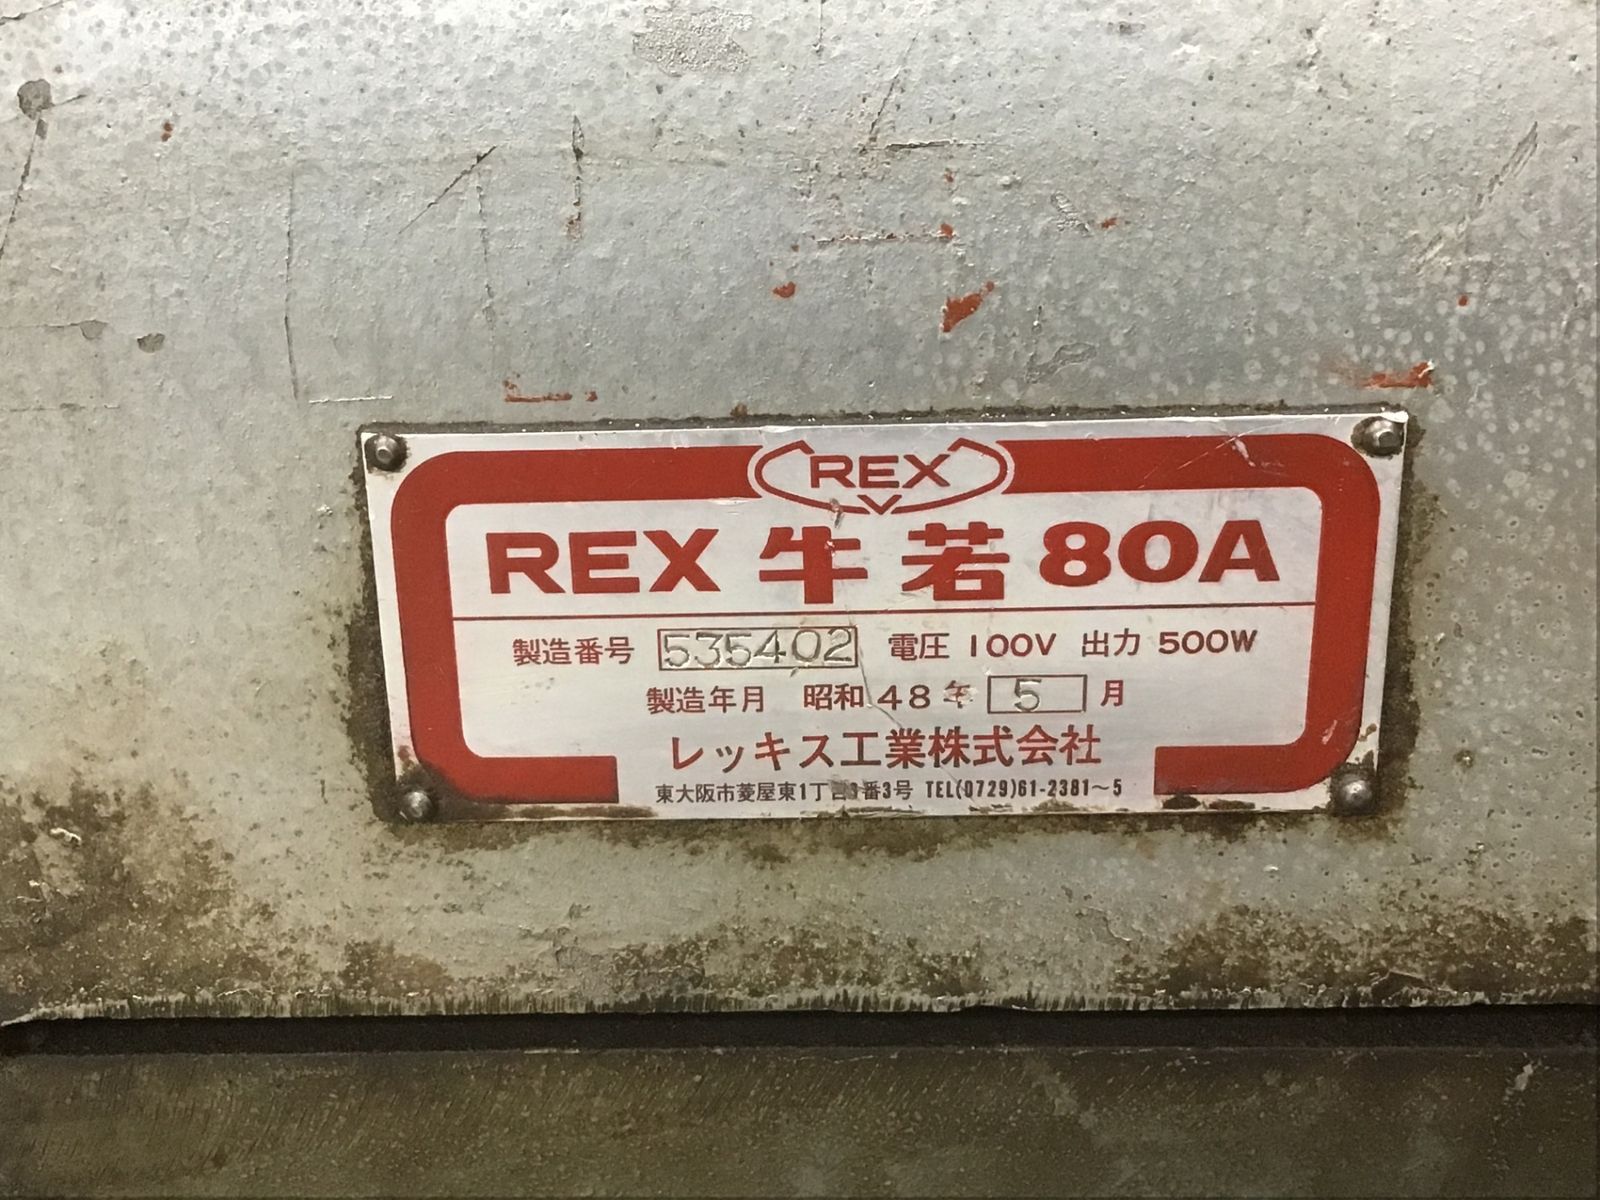 REX
REX 牛若 80A
製造番号 535402 電圧 100V 出力 500W
製造年月 昭和 48 年 5 月
レッキス工業株式会社
東大阪市菱屋東1丁目 番3号 TEL(0729)61-2381～5